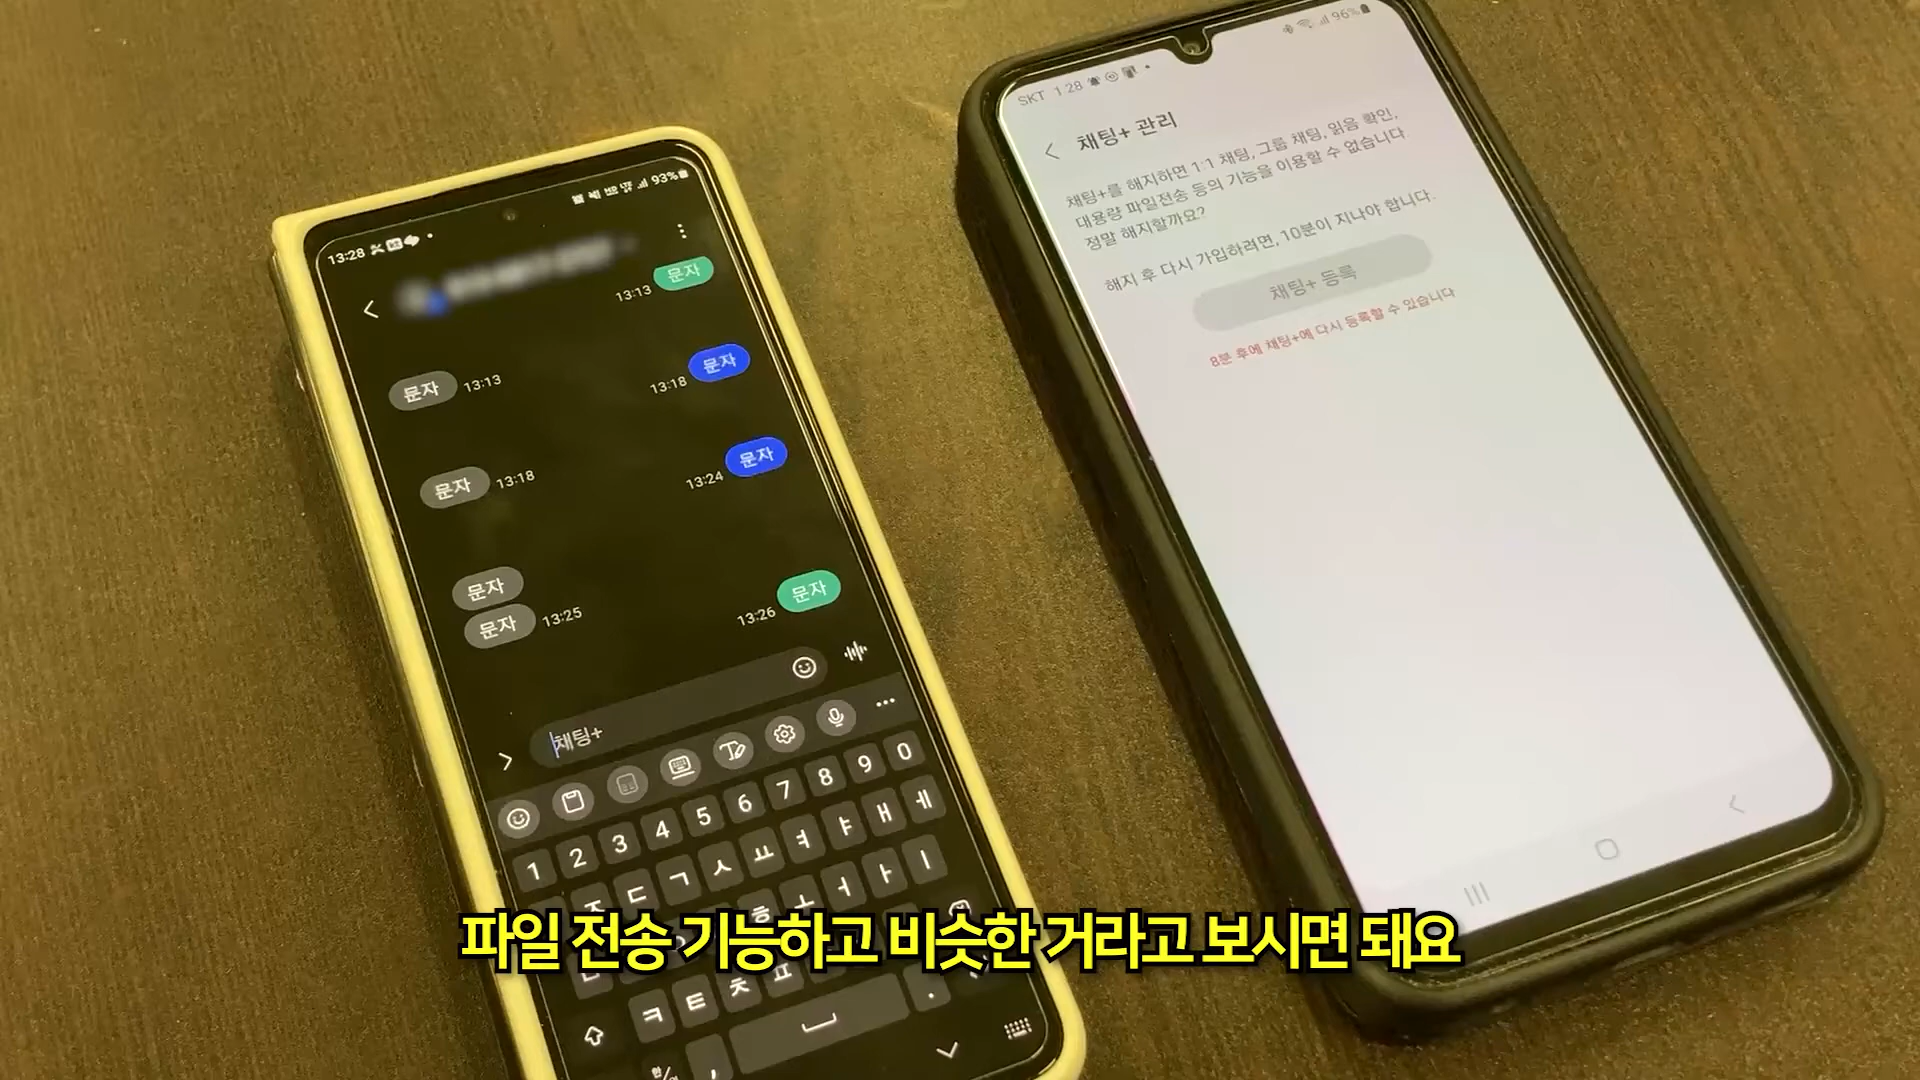 13:28
93%
문자
13:13
문자 13:13
문자
13:18
문자 13:18
문자
13:24
문자
문자 13:25
문자
13:26
채팅+
1 2 3 4 5 6 7 8 9 0
ㅈ ㄷ ㄱ ㅅ ㅛ ㅕ ㅑ ㅐ ㅔ
ㅎ ㅗ ㅓ ㅏ ㅣ
ㅋ ㅌ ㅊ ㅍ
한/
, .
SKT 1:28
96%
채팅+ 관리
채팅+를 해지하면 1:1 채팅, 그룹 채팅, 읽음 확인,
대용량 파일전송 등의 기능을 이용할 수 없습니다
정말 해지할까요?
해지 후 다시 가입하려면, 10분이 지나야 합니다.
채팅+ 등록
8분 후에 채팅+에 다시 등록할 수 있습니다
파일 전송 기능하고 비슷한 거라고 보시면 돼요